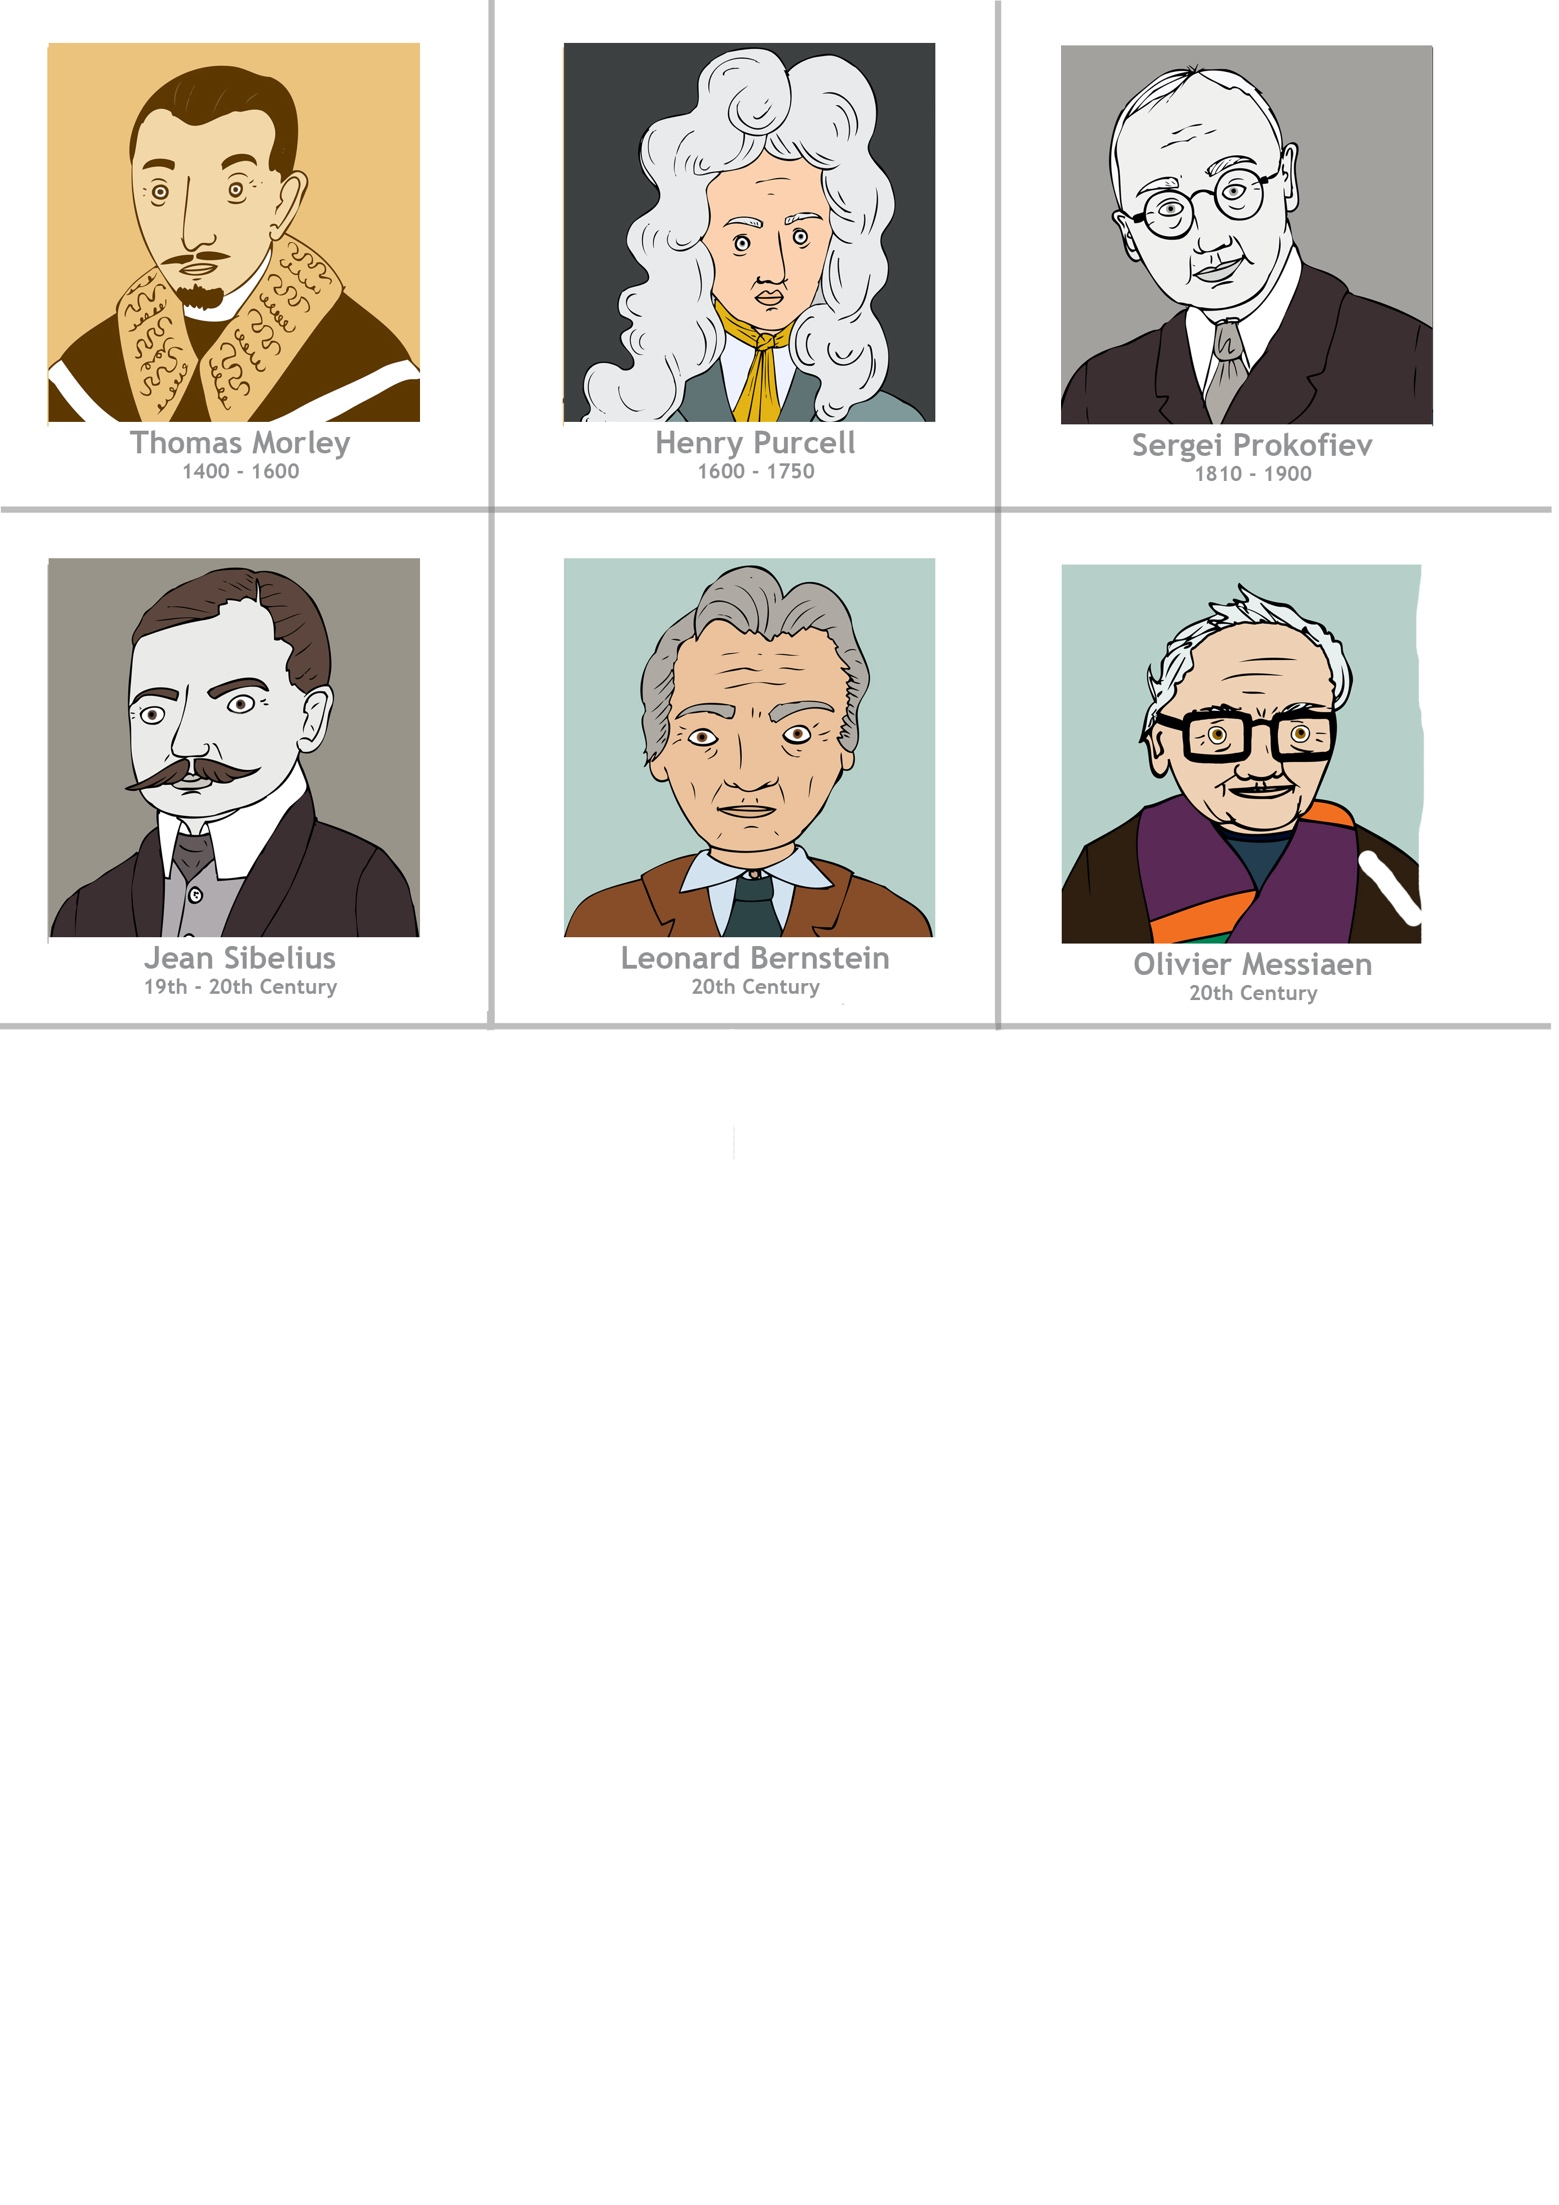 Thomas Morley
1400 - 1600
Henry Purcell
1600 - 1750
Sergei Prokofiev
1810 - 1900
Jean Sibelius
19th - 20th Century
Leonard Bernstein
20th Century
Olivier Messiaen
20th Century